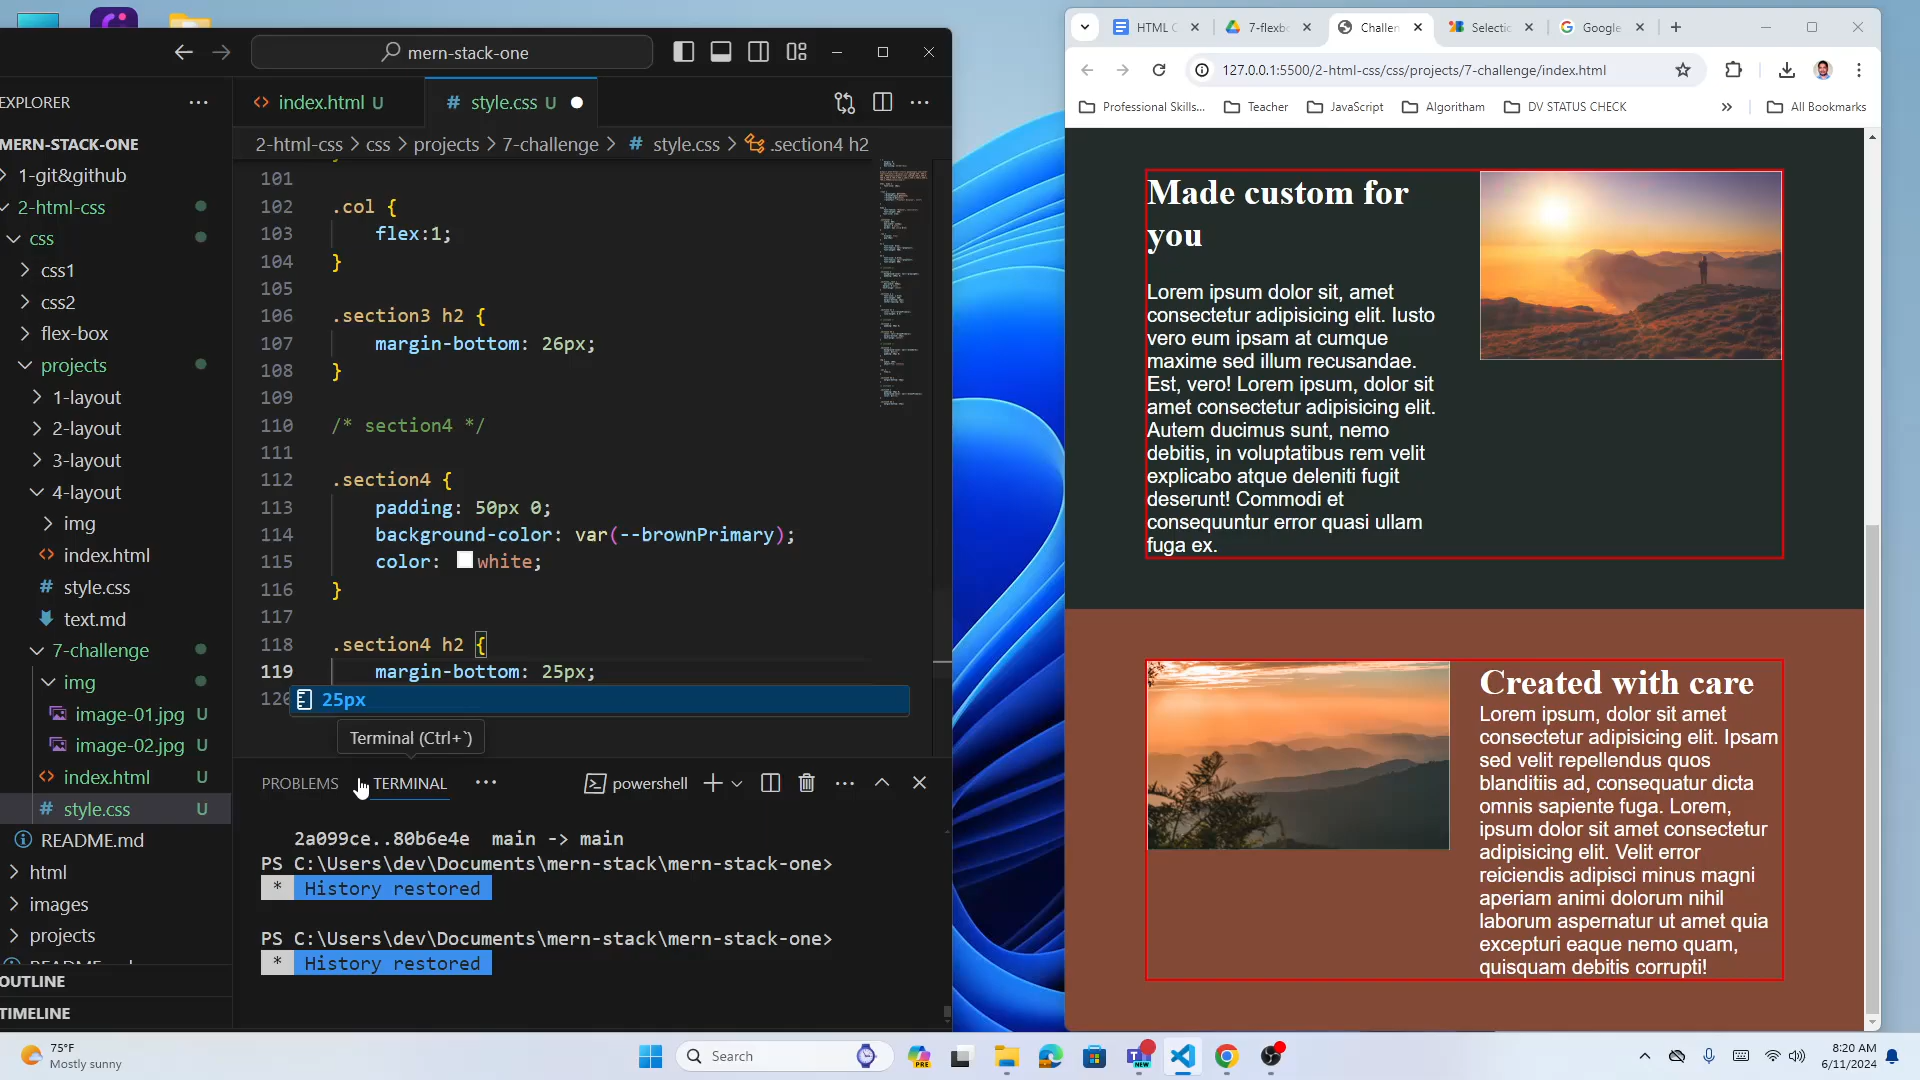 mern-stack-one
EXPLORER
MERN-STACK-ONE
1-git&github
2-html-css
css
css1
css2
flex-box
projects
1-layout
2-layout
3-layout
4-layout
img
index.html
style.css
text.md
7-challenge
img
image-01.jpg U
image-02.jpg U
index.html U
style.css U
README.md
html
images
projects
OUTLINE
TIMELINE
index.html U
style.css U
2-html-css > css > projects > 7-challenge > # style.css > .section4 h2
101
102 .col {
103 flex:1;
104 }
105
106 .section3 h2 {
107 margin-bottom: 26px;
108 }
109
110 /* section4 */
111
112 .section4 {
113 padding: 50px 0;
114 background-color: var(--brownPrimary);
115 color: white;
116 }
117
118 .section4 h2 {
119 margin-bottom: 25px;
120
25px
Terminal (Ctrl+`)
PROBLEMS
TERMINAL
powershell
2a099ce..80b6e4e main -> main
PS C:\Users\dev\Documents\mern-stack\mern-stack-one>
* History restored
PS C:\Users\dev\Documents\mern-stack\mern-stack-one>
* History restored
HTML C
7-flexbo
Challen
Selectio
Google
127.0.0.1:5500/2-html-css/css/projects/7-challenge/index.html
Professional Skills...
Teacher
JavaScript
Algoritham
DV STATUS CHECK
All Bookmarks
Made custom for
you
Lorem ipsum dolor sit, amet
consectetur adipisicing elit. Iusto
vero eum ipsam at cumque
maxime sed illum recusandae.
Est, vero! Lorem ipsum, dolor sit
amet consectetur adipisicing elit.
Autem ducimus sunt, nemo
debitis, in voluptatibus rem velit
explicabo atque deleniti fugit
deserunt! Commodi et
consequuntur error quasi ullam
fuga ex.
Created with care
Lorem ipsum, dolor sit amet
consectetur adipisicing elit. Ipsam
sed velit repellendus quos
blanditiis ad, consequatur dicta
omnis sapiente fuga. Lorem,
ipsum dolor sit amet consectetur
adipisicing elit. Velit error
reiciendis adipisci minus magni
aperiam animi dolorum nihil
laborum aspernatur ut amet quia
excepturi eaque nemo quam,
quisquam debitis corrupti!
75°F
Mostly sunny
Search
PRE
NEW
8:20 AM
6/11/2024